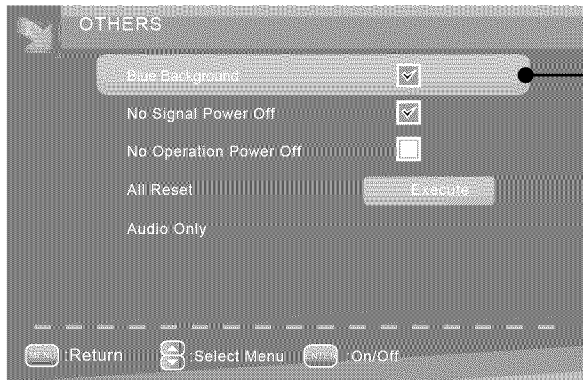 OTHERS
Blue Background
No Signal Power Off
No Operation Power Off
All Reset Execute
Audio Only
MENU :Return :Select Menu ENTER :On/Off